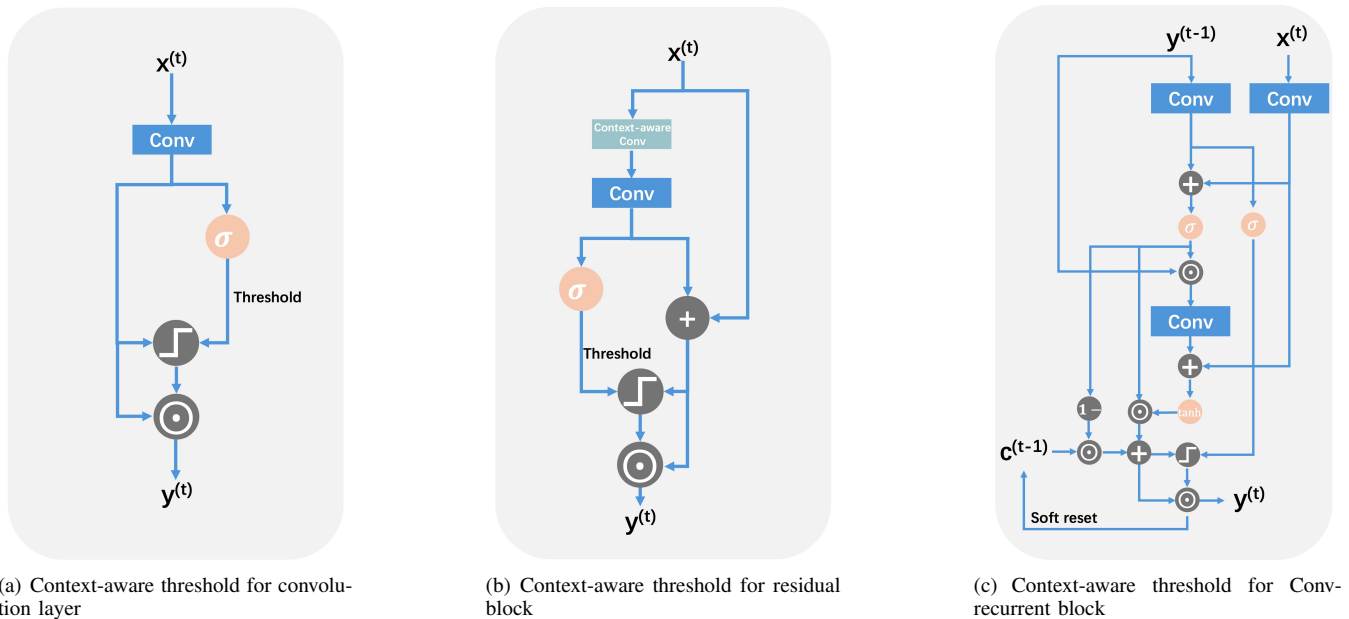 x(t)
Conv
σ
Threshold
y(t)
(a) Context-aware threshold for convolu-
tion layer
x(t)
Context-aware
Conv
Conv
σ
+
Threshold
y(t)
(b) Context-aware threshold for residual
block
y(t-1) x(t)
Conv Conv
+
σ σ
Conv
+
1 − tanh
c(t-1) +
y(t)
Soft reset
(c) Context-aware threshold for Conv-
recurrent block